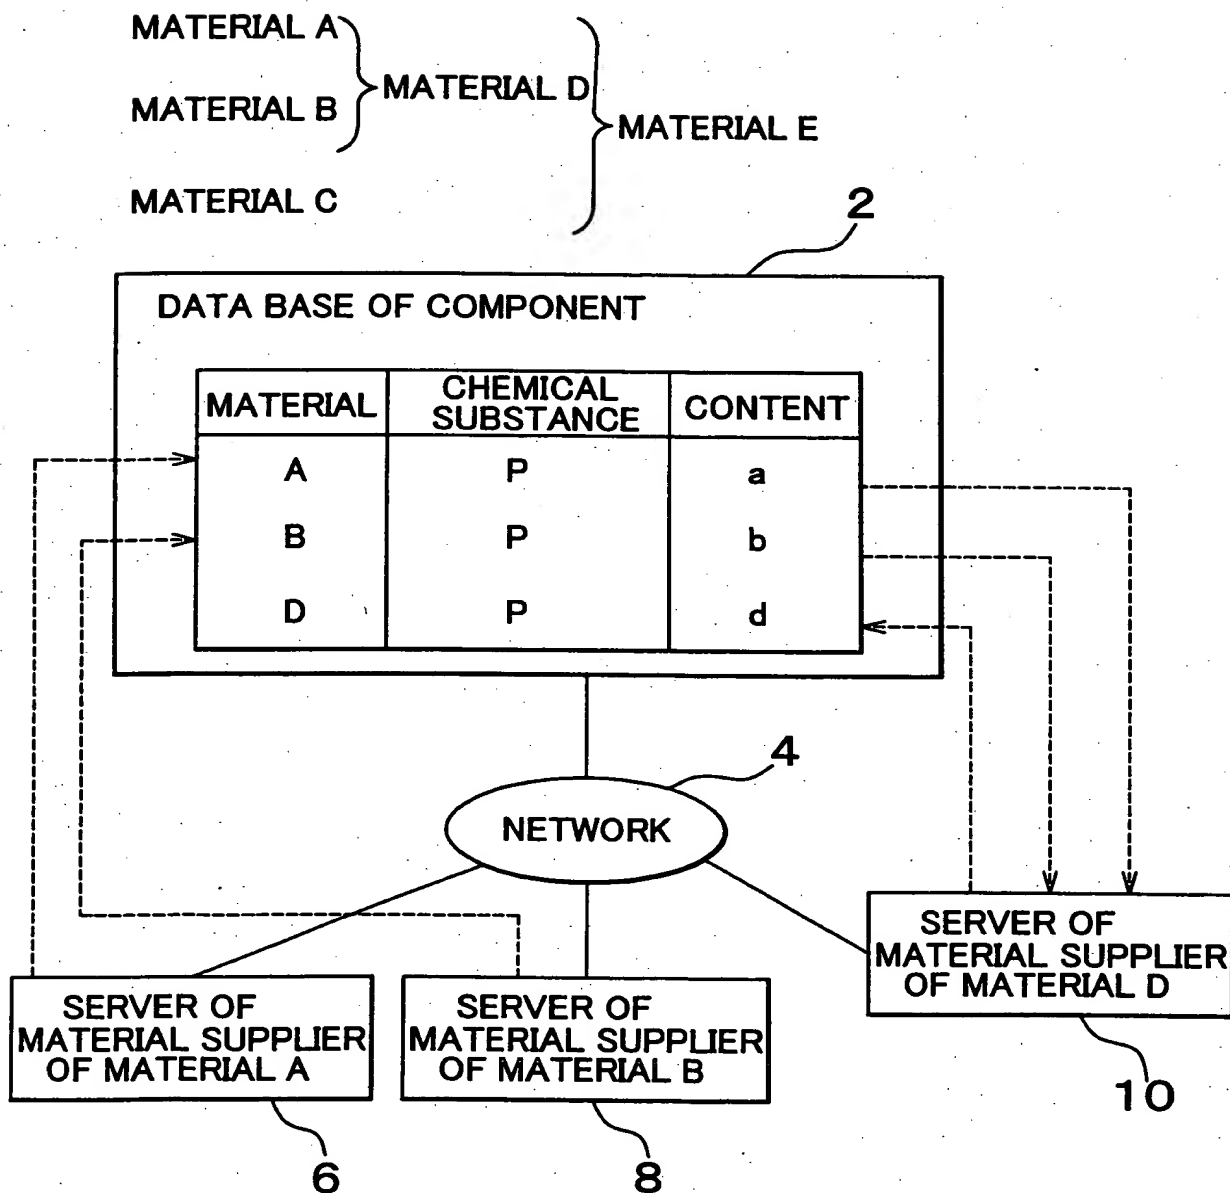 MATERIAL A
MATERIAL B
MATERIAL D
MATERIAL E
MATERIAL C
2
DATA BASE OF COMPONENT
MATERIAL
CHEMICAL
SUBSTANCE
CONTENT
A P a
B P b
D P d
4
NETWORK
SERVER OF
MATERIAL SUPPLIER
OF MATERIAL A
6
SERVER OF
MATERIAL SUPPLIER
OF MATERIAL B
8
SERVER OF
MATERIAL SUPPLIER
OF MATERIAL D
10